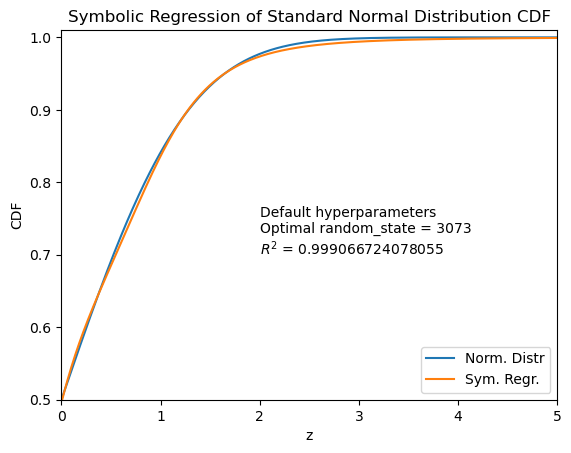 Symbolic Regression of Standard Normal Distribution CDF
1.0
0.9
CDF
0.8
Default hyperparameters
Optimal random_state = 3073
R² = 0.999066724078055
0.7
0.6
Norm. Distr
Sym. Regr.
0.5
0 1 2 3 4 5
z